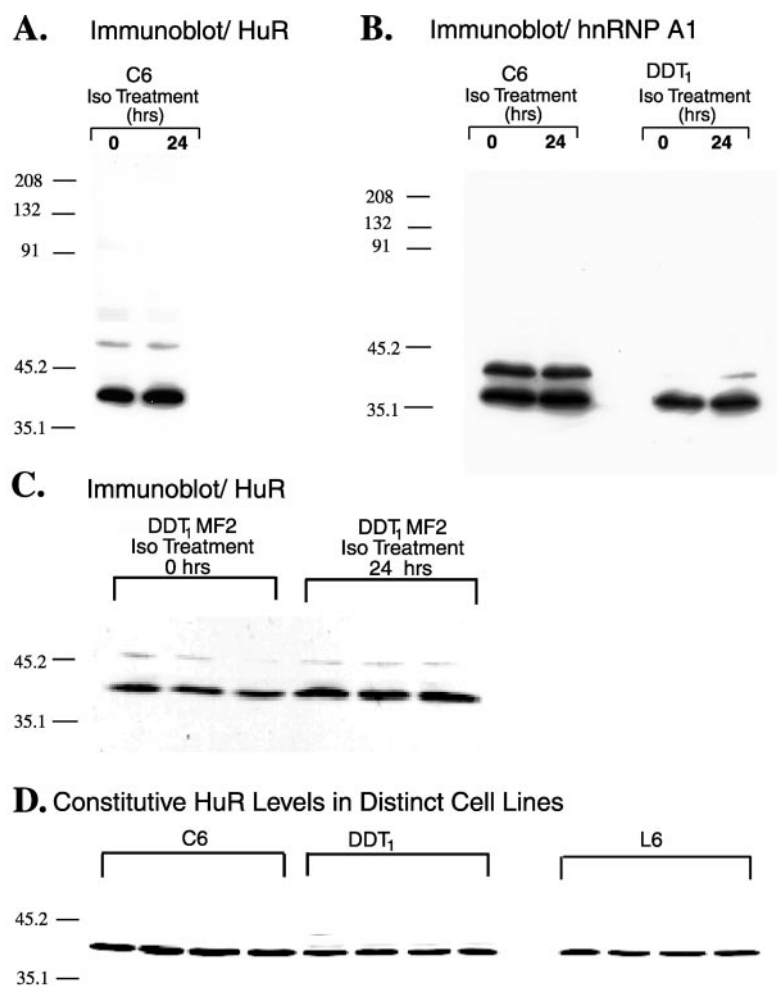 A. Immunoblot/ HuR
C6
Iso Treatment
(hrs)
0 24
208
132
91
45.2
35.1
B. Immunoblot/ hnRNP A1
C6 DDT1
Iso Treatment Iso Treatment
(hrs) (hrs)
0 24 0 24
208
132
91
45.2
35.1
C. Immunoblot/ HuR
DDT1 MF2 DDT1 MF2
Iso Treatment Iso Treatment
0 hrs 24 hrs
45.2
35.1
D. Constitutive HuR Levels in Distinct Cell Lines
C6 DDT1 L6
45.2
35.1